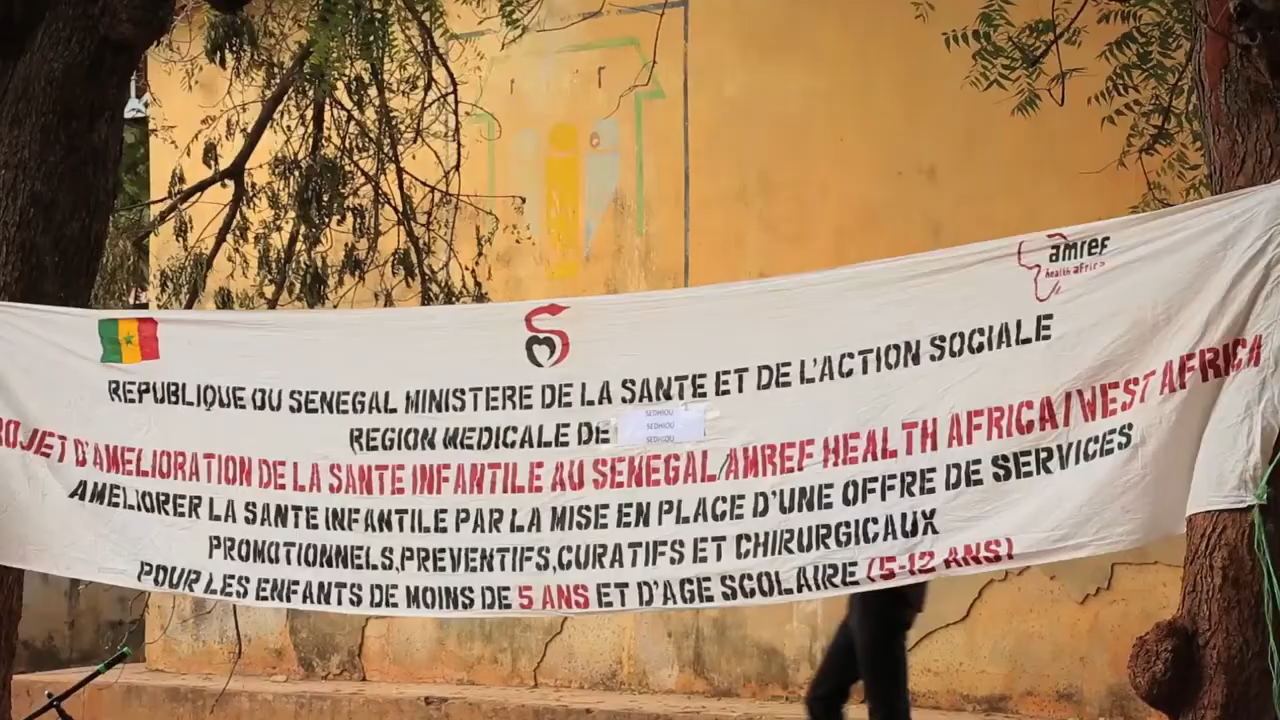 amref
health africa
REPUBLIQUE DU SENEGAL MINISTERE DE LA SANTE ET DE L'ACTION SOCIALE
REGION MEDICALE DE SEDHIOU
SEDHIOU
SEDHIOU
ROJET D'AMELIORATION DE LA SANTE INFANTILE AU SENEGAL/AMREF HEALTH AFRICA/WEST AFRICA
AMELIORER LA SANTE INFANTILE PAR LA MISE EN PLACE D'UNE OFFRE DE SERVICES
PROMOTIONNELS,PREVENTIFS,CURATIFS ET CHIRURGICAUX
POUR LES ENFANTS DE MOINS DE 5 ANS ET D'AGE SCOLAIRE (5-12 ANS)